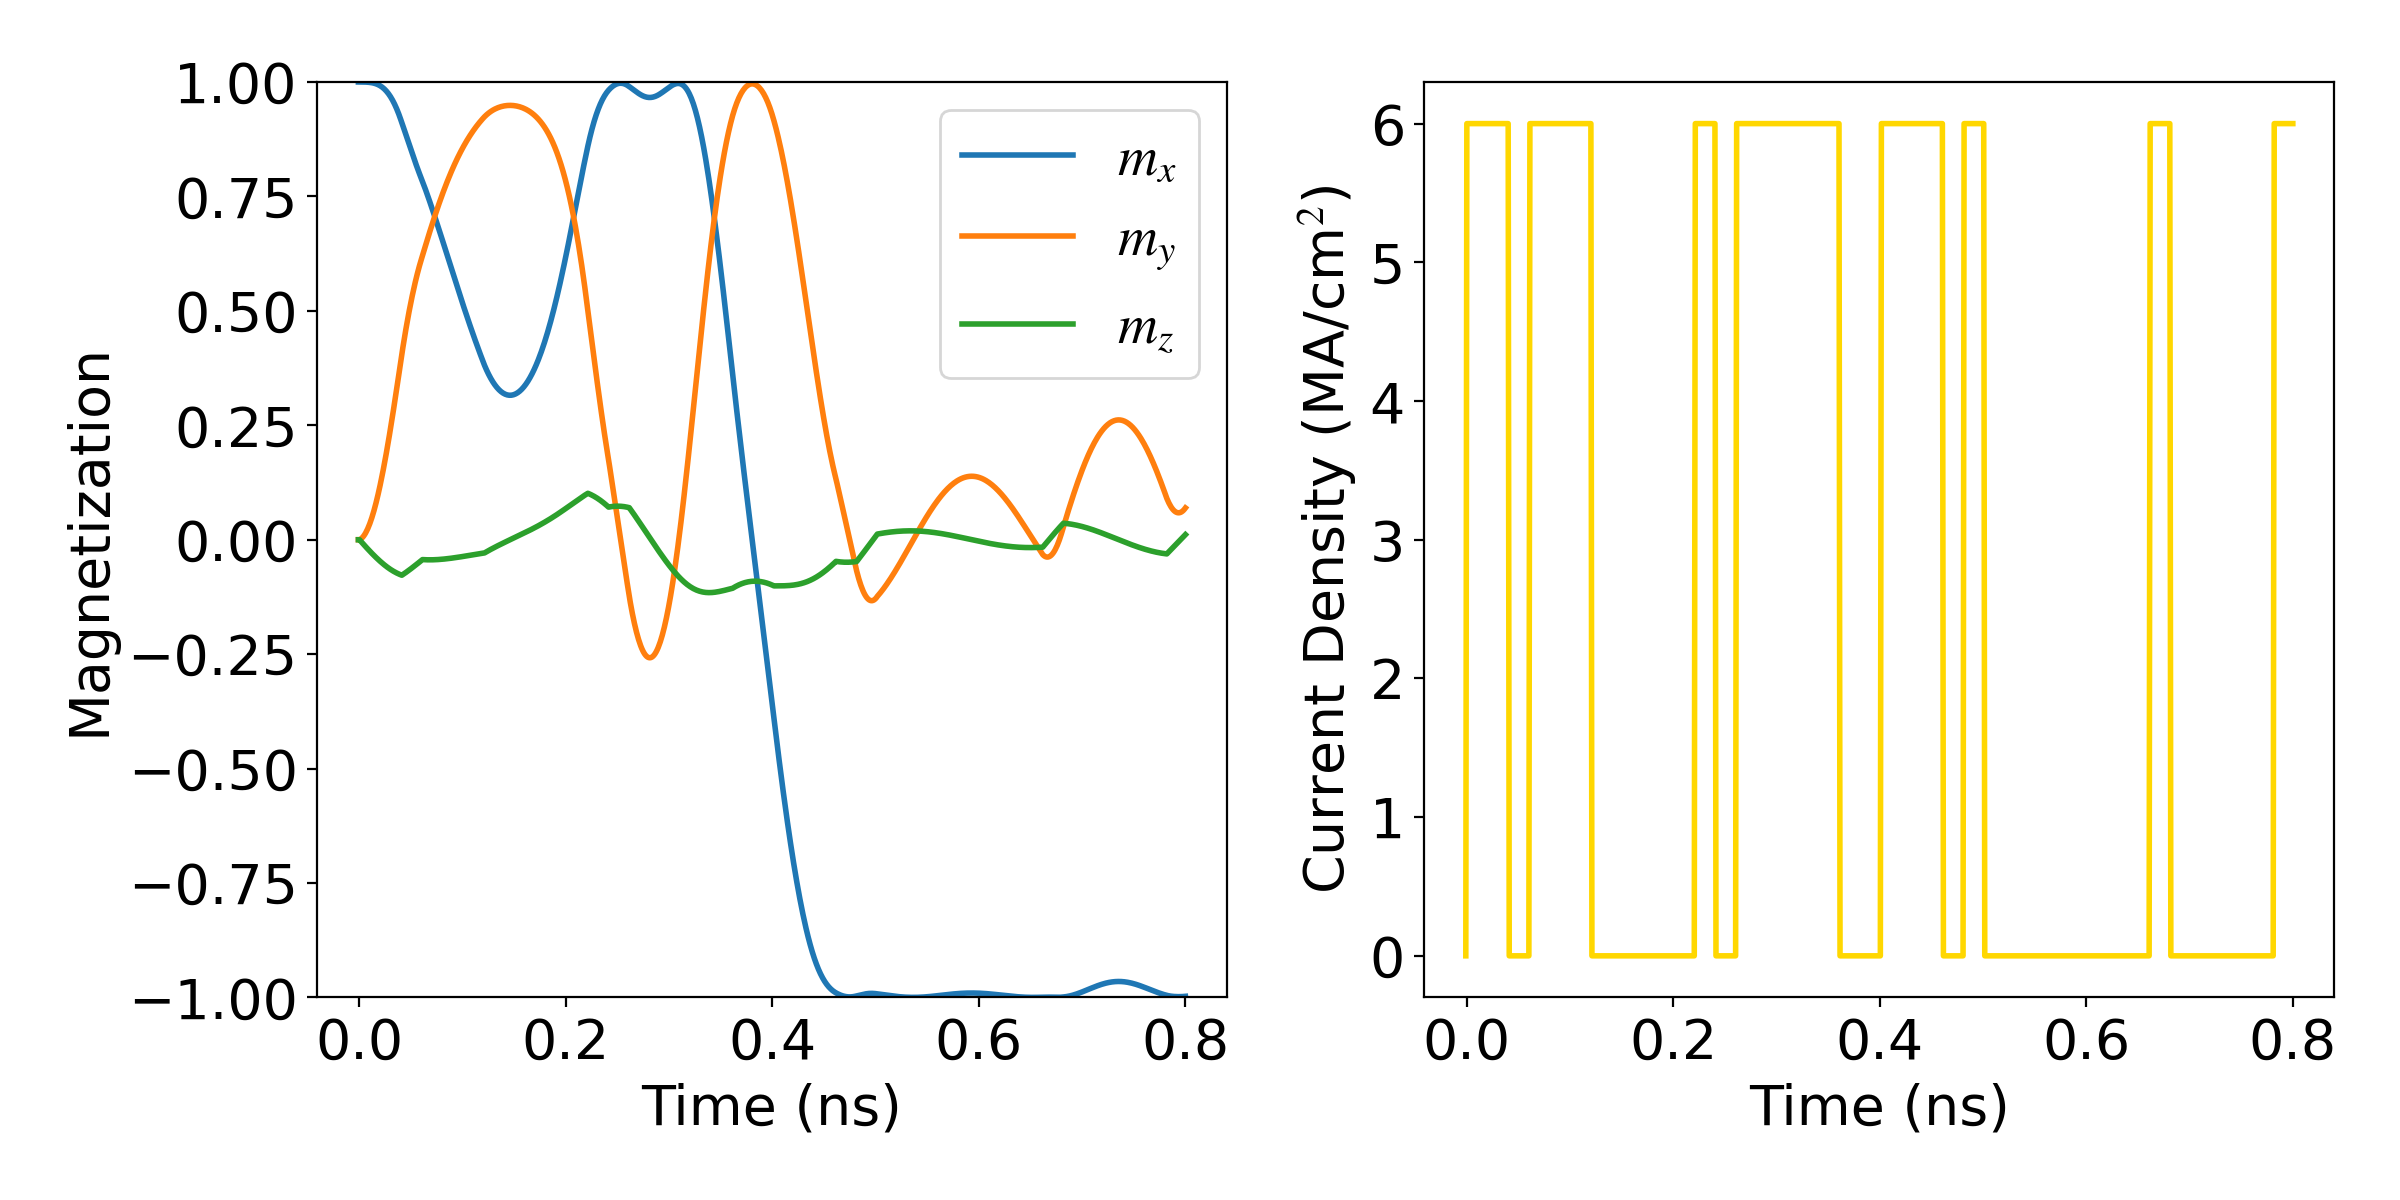 Magnetization
1.00
0.75
0.50
0.25
0.00
−0.25
−0.50
−0.75
−1.00
0.0 0.2 0.4 0.6 0.8
Time (ns)
mₓ
m_y
m_z
Current Density (MA/cm²)
6
5
4
3
2
1
0
0.0 0.2 0.4 0.6 0.8
Time (ns)